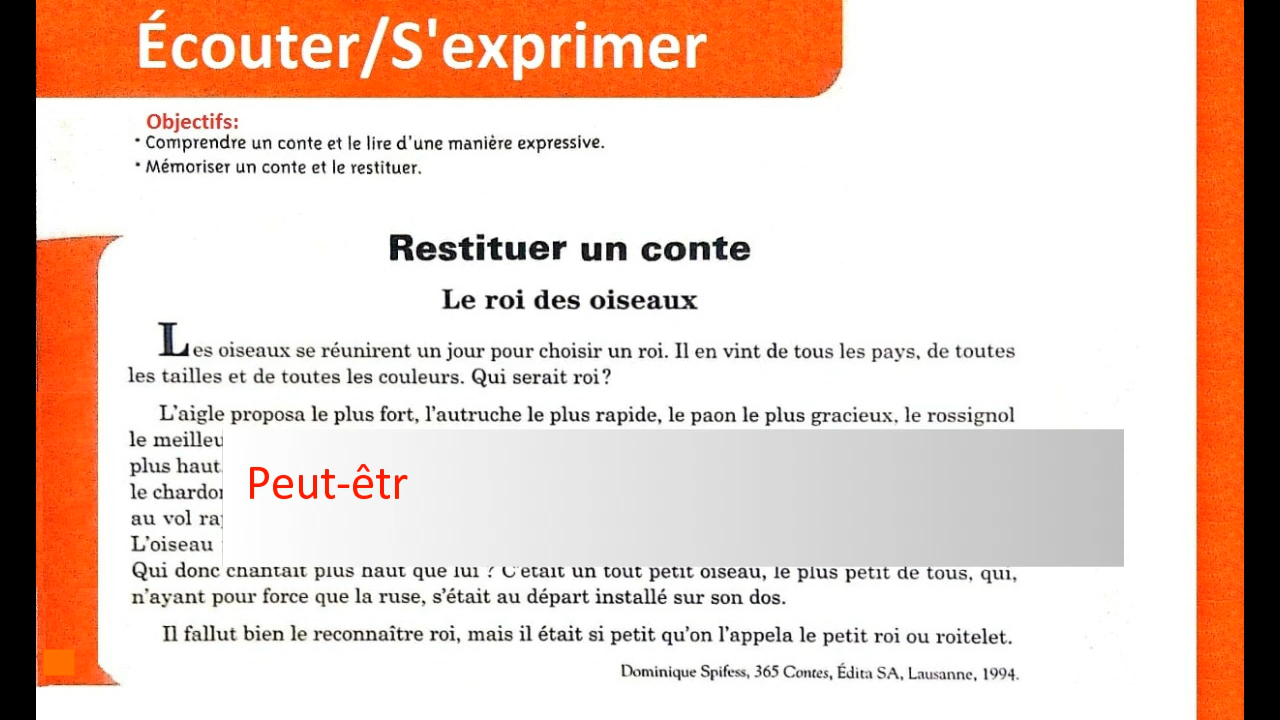 Écouter/S'exprimer
Objectifs:
• Comprendre un conte et le lire d'une manière expressive.
• Mémoriser un conte et le restituer.
Restituer un conte
Le roi des oiseaux
Les oiseaux se réunirent un jour pour choisir un roi. Il en vint de tous les pays, de toutes
les tailles et de toutes les couleurs. Qui serait roi?
L'aigle proposa le plus fort, l'autruche le plus rapide, le paon le plus gracieux, le rossignol
le
plus haut
le
au vol
L'oiseau
Peut-êtr
Qui donc chantait plus haut que lui ? C'était un tout petit oiseau, le plus petit de tous, qui,
n'ayant pour force que la ruse, s'était au départ installé sur son dos.
Il fallut bien le reconnaître roi, mais il était si petit qu'on l'appela le petit roi ou roitelet.
Dominique Spifess, 365 Contes, Édita SA, Lausanne, 1994.